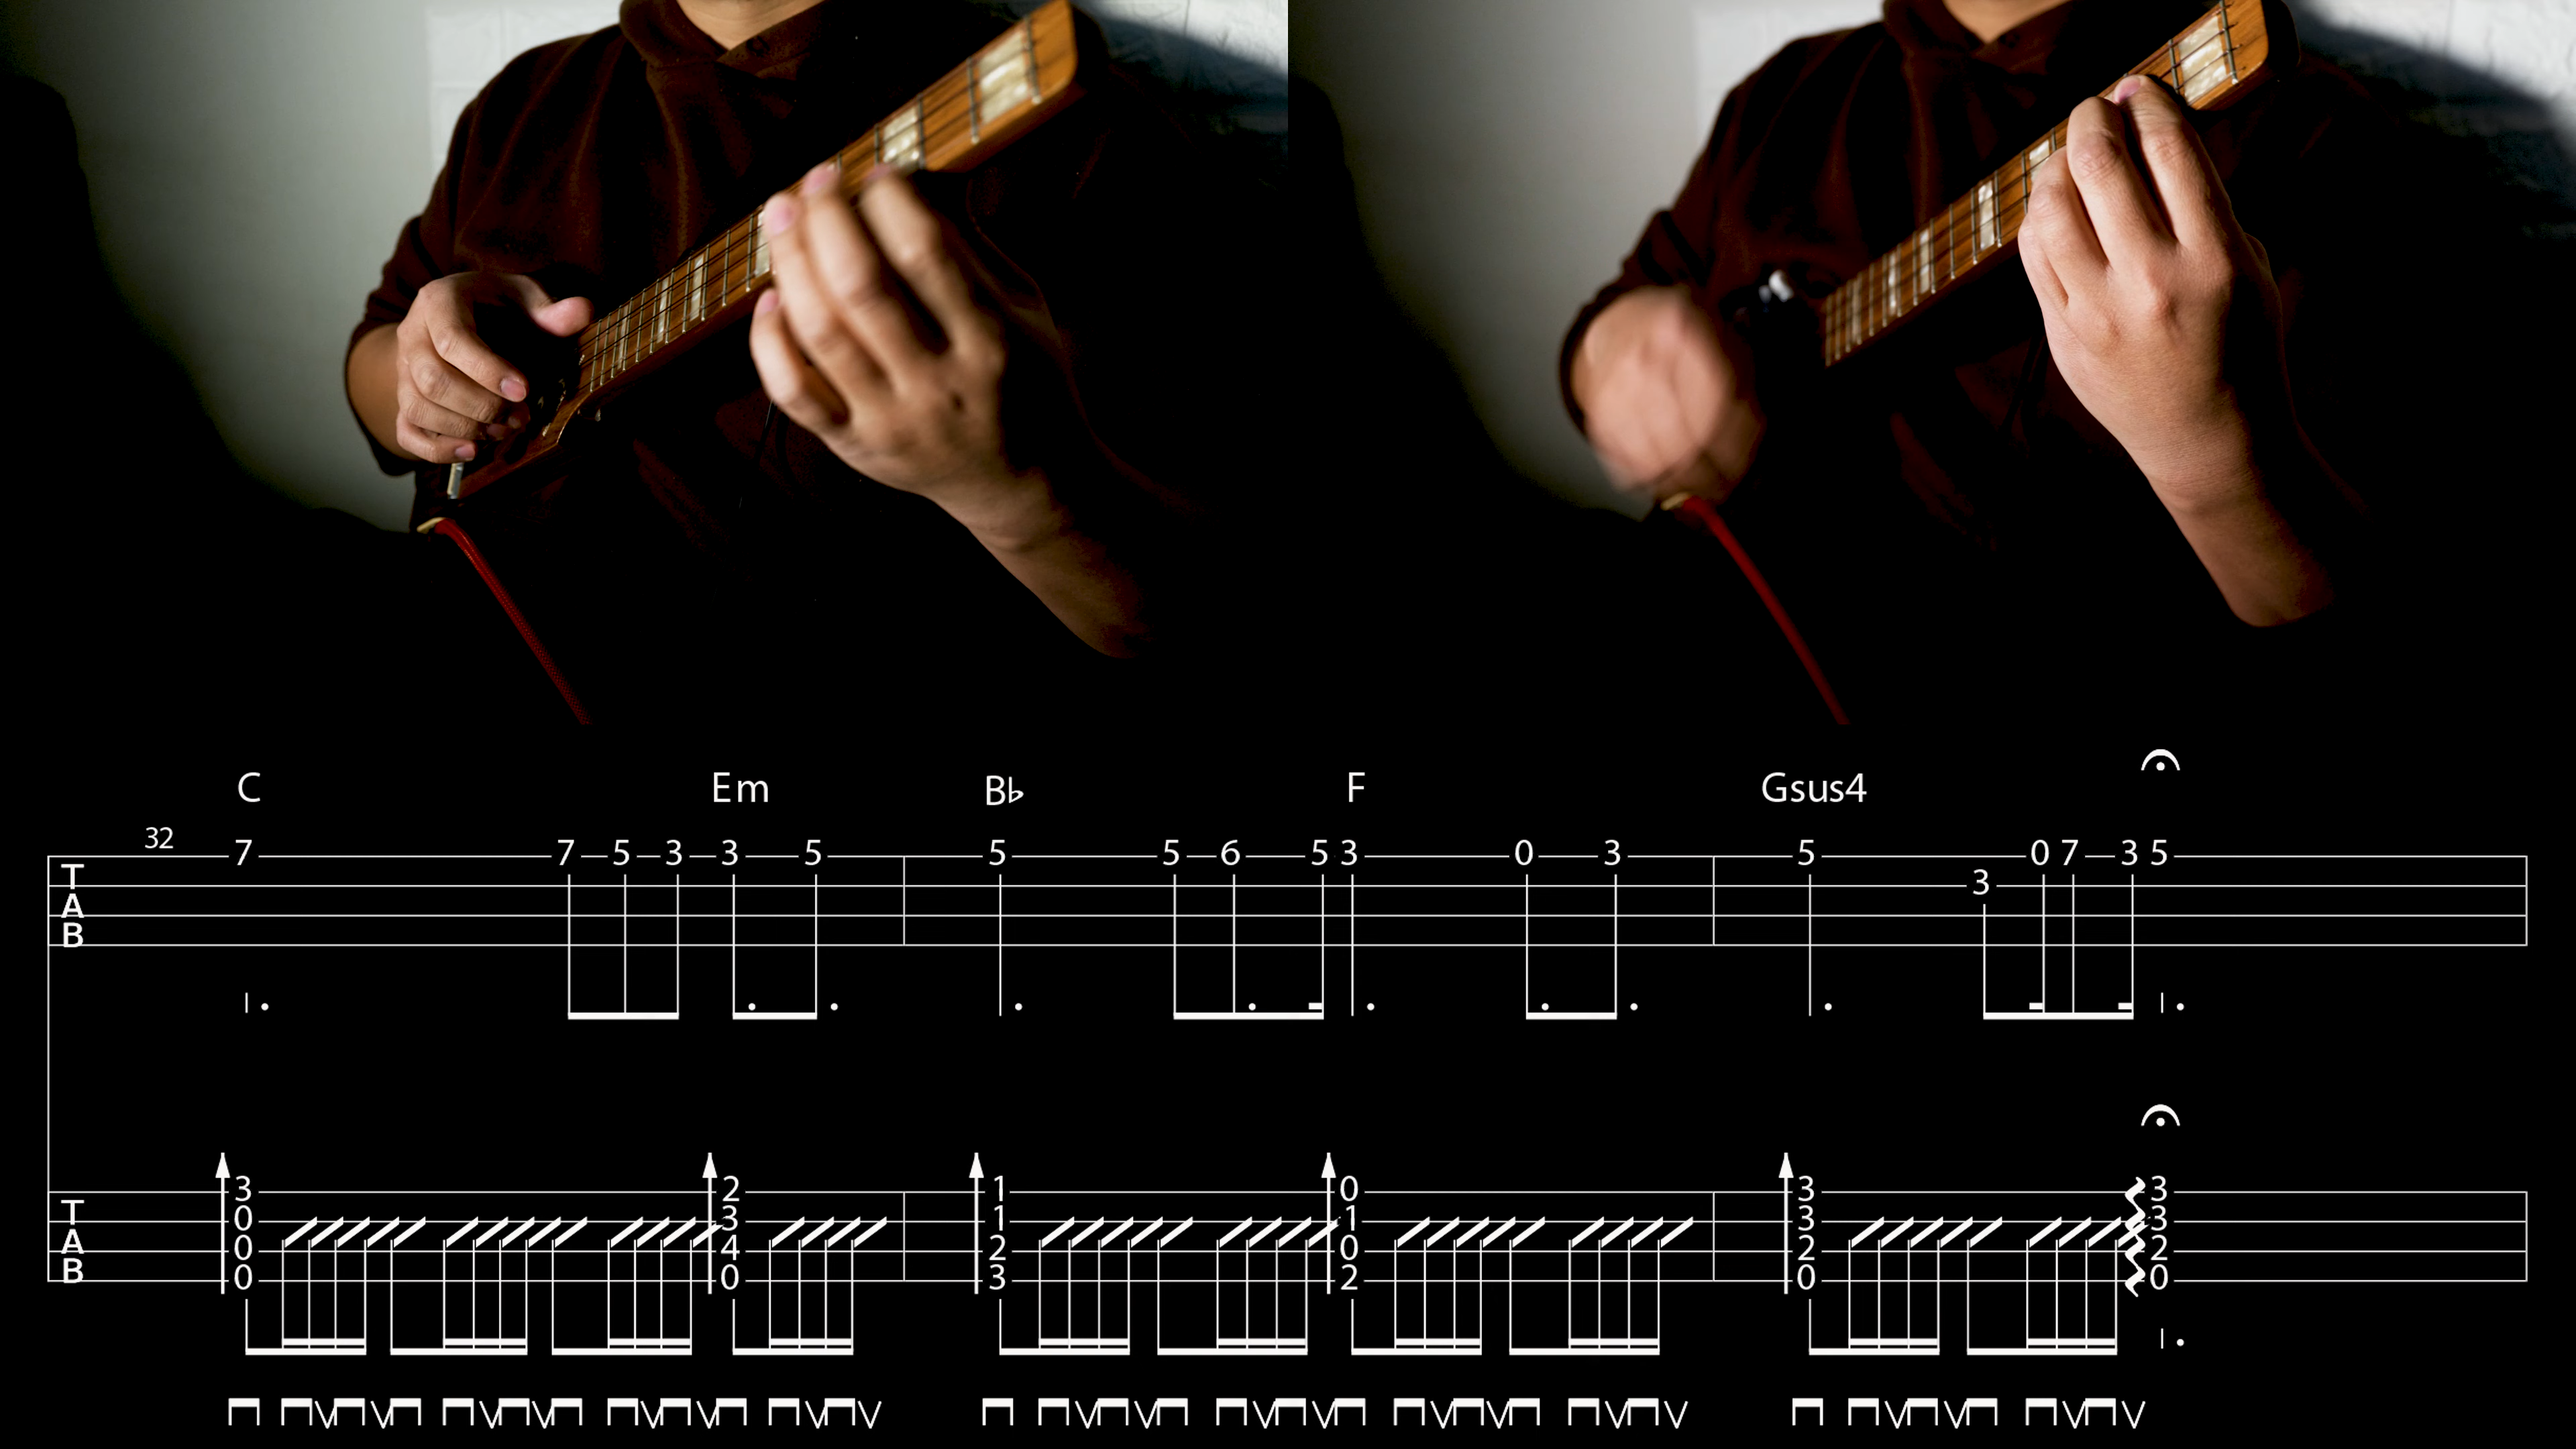 C Em B♭ F Gsus4
32
7 7 5 3 3 5 5 5 6 5 3 0 3 5 0 7 3 5
3
T
A
B
3 2 1 0 3 3
0 3 1 1 3 3
0 4 2 0 2 2
0 0 3 2 0 0
T
A
B